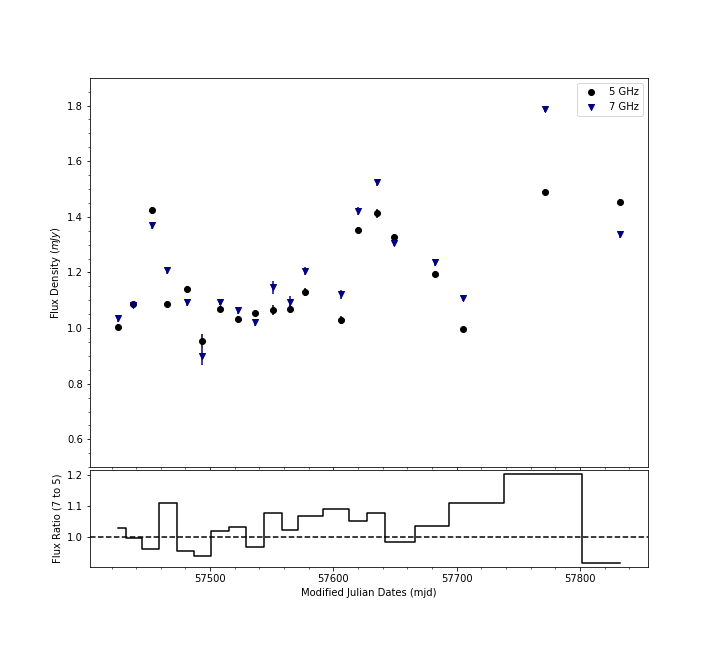 5 GHz
7 GHz
1.8
1.6
1.4
1.2
1.0
0.8
0.6
Flux Density (mJy)
1.2
1.1
1.0
Flux Ratio (7 to 5)
57500
57600
57700
57800
Modified Julian Dates (mjd)